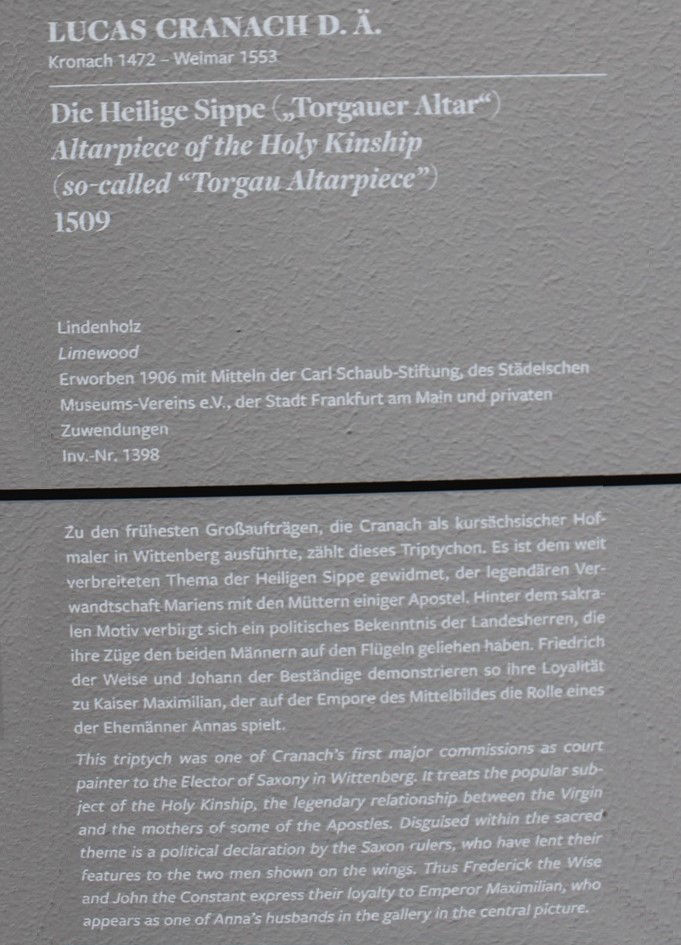 LUCAS CRANACH D. Ä.
Kronach 1472 – Weimar 1553
Die Heilige Sippe („Torgauer Altar“)
Altarpiece of the Holy Kinship
(so-called “Torgau Altarpiece”)
1509
Lindenholz
Limewood
Erworben 1906 mit Mitteln der Carl Schaub-Stiftung, des Städelschen
Museums-Vereins e.V., der Stadt Frankfurt am Main und privaten
Zuwendungen
Inv.-Nr. 1398
Zu den frühesten Großaufträgen, die Cranach als kursächsischer Hof-
maler in Wittenberg ausführte, zählt dieses Triptychon. Es ist dem weit
verbreiteten Thema der Heiligen Sippe gewidmet, der legendären Ver-
wandtschaft Mariens mit den Müttern einiger Apostel. Hinter dem sakra-
len Motiv verbirgt sich ein politisches Bekenntnis der Landesherren, die
ihre Züge den beiden Männern auf den Flügeln geliehen haben. Friedrich
der Weise und Johann der Beständige demonstrieren so ihre Loyalität
zu Kaiser Maximilian, der auf der Empore des Mittelbildes die Rolle eines
der Ehemänner Annas spielt.
This triptych was one of Cranach’s first major commissions as court
painter to the Elector of Saxony in Wittenberg. It treats the popular sub-
ject of the Holy Kinship, the legendary relationship between the Virgin
and the mothers of some of the Apostles. Disguised within the sacred
theme is a political declaration by the Saxon rulers, who have lent their
features to the two men shown on the wings. Thus Frederick the Wise
and John the Constant express their loyalty to Emperor Maximilian, who
appears as one of Anna’s husbands in the gallery in the central picture.